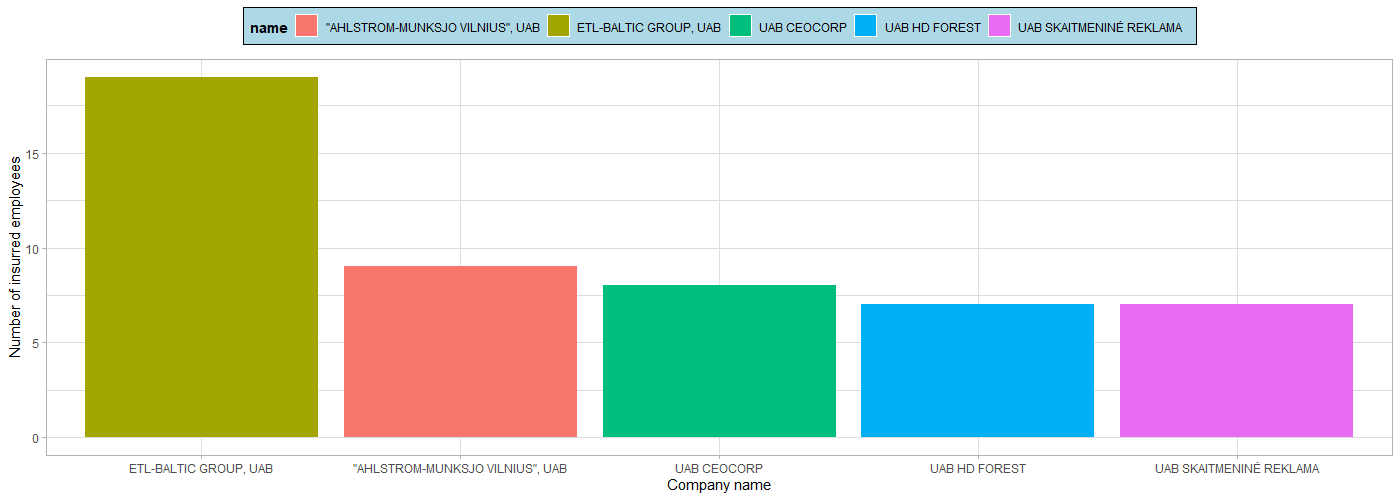 name "AHLSTROM-MUNKSJO VILNIUS", UAB ETL-BALTIC GROUP, UAB UAB CEOCORP UAB HD FOREST UAB SKAITMENINĖ REKLAMA
Number of insurred employees
15
10
5
0
ETL-BALTIC GROUP, UAB "AHLSTROM-MUNKSJO VILNIUS", UAB UAB CEOCORP UAB HD FOREST UAB SKAITMENINĖ REKLAMA
Company name